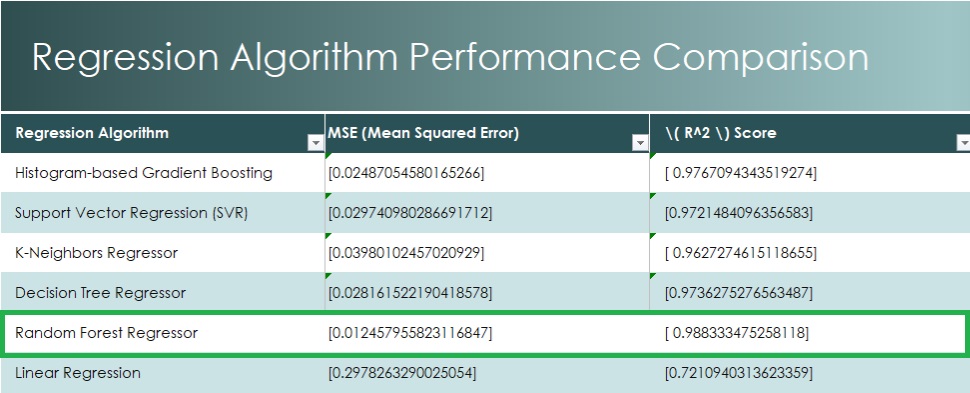 Regression Algorithm Performance Comparison
Regression Algorithm MSE (Mean Squared Error) \( R^2 \) Score
Histogram-based Gradient Boosting [0.02487054580165266] [ 0.9767094343519274]
Support Vector Regression (SVR) [0.029740980286691712] [0.9721484096356583]
K-Neighbors Regressor [0.03980102457020929] [ 0.9627274615118655]
Decision Tree Regressor [0.028161522190418578] [0.9736275276563487]
Random Forest Regressor [0.012457955823116847] [ 0.988333475258118]
Linear Regression [0.2978263290025054] [0.7210940313623359]